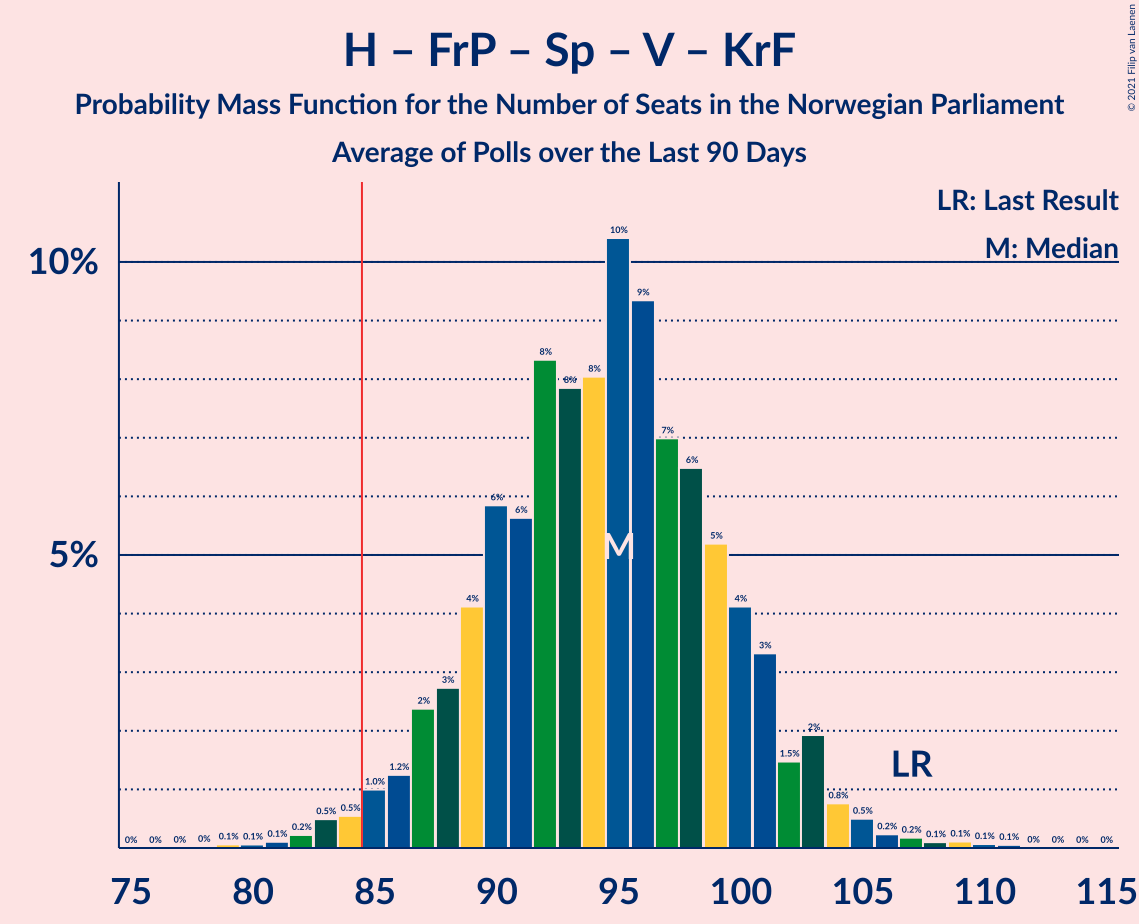 H – FrP – Sp – V – KrF
Probability Mass Function for the Number of Seats in the Norwegian Parliament
Average of Polls over the Last 90 Days
© 2021 Filip van Laenen
LR: Last Result
M: Median
10%
5%
0% 0% 0% 0% 0.1% 0.1% 0.1% 0.2% 0.5% 0.5% 1.0% 1.2% 2% 3% 4% 6% 6% 8% 8% 8% 10% 9% 7% 6% 5% 4% 3% 1.5% 2% 0.8% 0.5% 0.2% 0.2% 0.1% 0.1% 0.1% 0.1% 0% 0% 0% 0%
M
LR
75 80 85 90 95 100 105 110 115